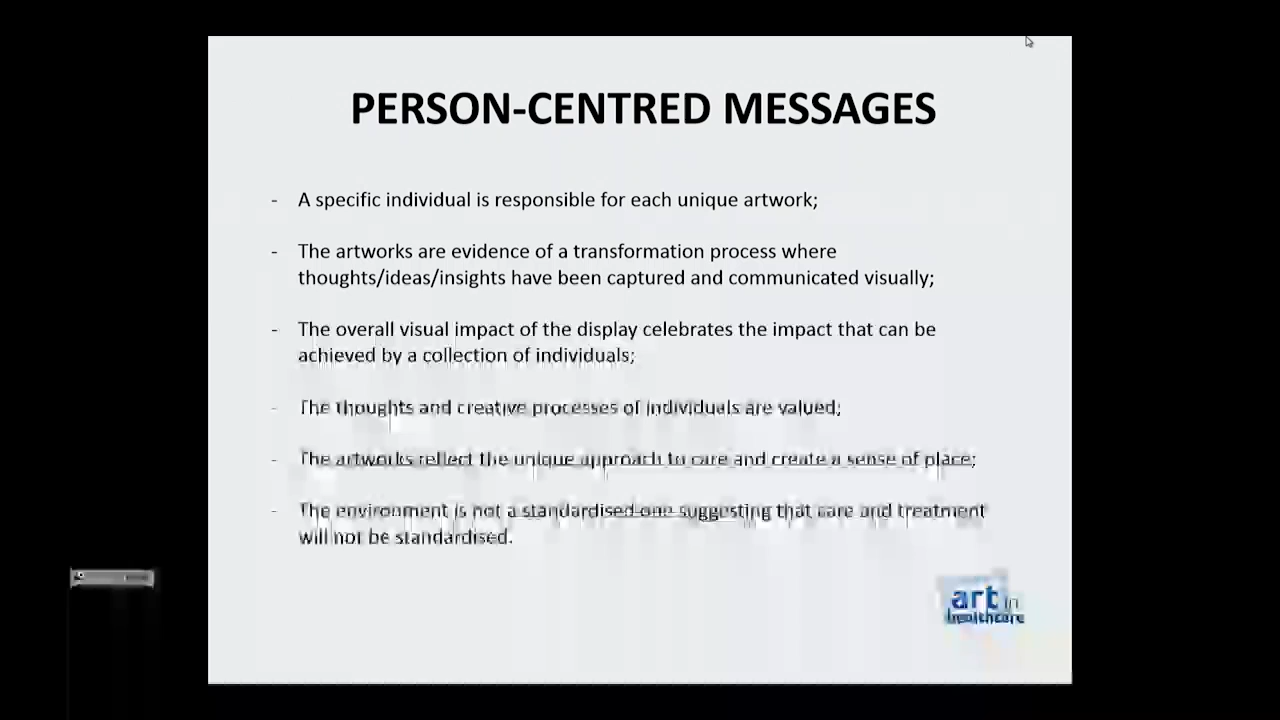 PERSON-CENTRED MESSAGES
- A specific individual is responsible for each unique artwork;
- The artworks are evidence of a transformation process where
thoughts/ideas/insights have been captured and communicated visually;
- The overall visual impact of the display celebrates the impact that can be
achieved by a collection of individuals;
- The thoughts and creative processes of individuals are valued;
- The artworks reflect the unique approach to care and create a sense of place;
- The environment is not a standardised one suggesting that care and treatment
will not be standardised.
art in
healthcare